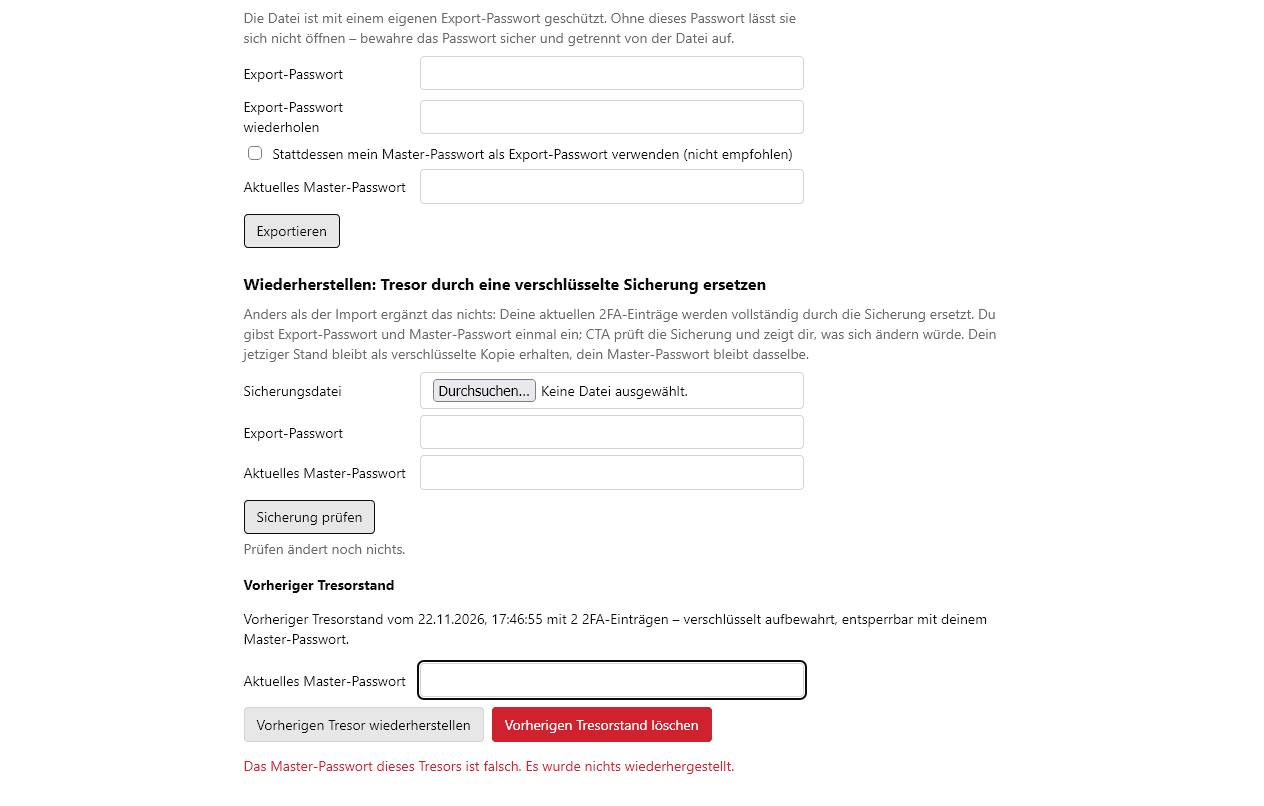 Die Datei ist mit einem eigenen Export-Passwort geschützt. Ohne dieses Passwort lässt sie
sich nicht öffnen – bewahre das Passwort sicher und getrennt von der Datei auf.
Export-Passwort
Export-Passwort
wiederholen
Stattdessen mein Master-Passwort als Export-Passwort verwenden (nicht empfohlen)
Aktuelles Master-Passwort
Exportieren
Wiederherstellen: Tresor durch eine verschlüsselte Sicherung ersetzen
Anders als der Import ergänzt das nichts: Deine aktuellen 2FA-Einträge werden vollständig durch die Sicherung ersetzt. Du
gibst Export-Passwort und Master-Passwort einmal ein; CTA prüft die Sicherung und zeigt dir, was sich ändern würde. Dein
jetziger Stand bleibt als verschlüsselte Kopie erhalten, dein Master-Passwort bleibt dasselbe.
Sicherungsdatei Durchsuchen... Keine Datei ausgewählt.
Export-Passwort
Aktuelles Master-Passwort
Sicherung prüfen
Prüfen ändert noch nichts.
Vorheriger Tresorstand
Vorheriger Tresorstand vom 22.11.2026, 17:46:55 mit 2 2FA-Einträgen – verschlüsselt aufbewahrt, entsperrbar mit deinem
Master-Passwort.
Aktuelles Master-Passwort
Vorherigen Tresor wiederherstellen Vorherigen Tresorstand löschen
Das Master-Passwort dieses Tresors ist falsch. Es wurde nichts wiederhergestellt.